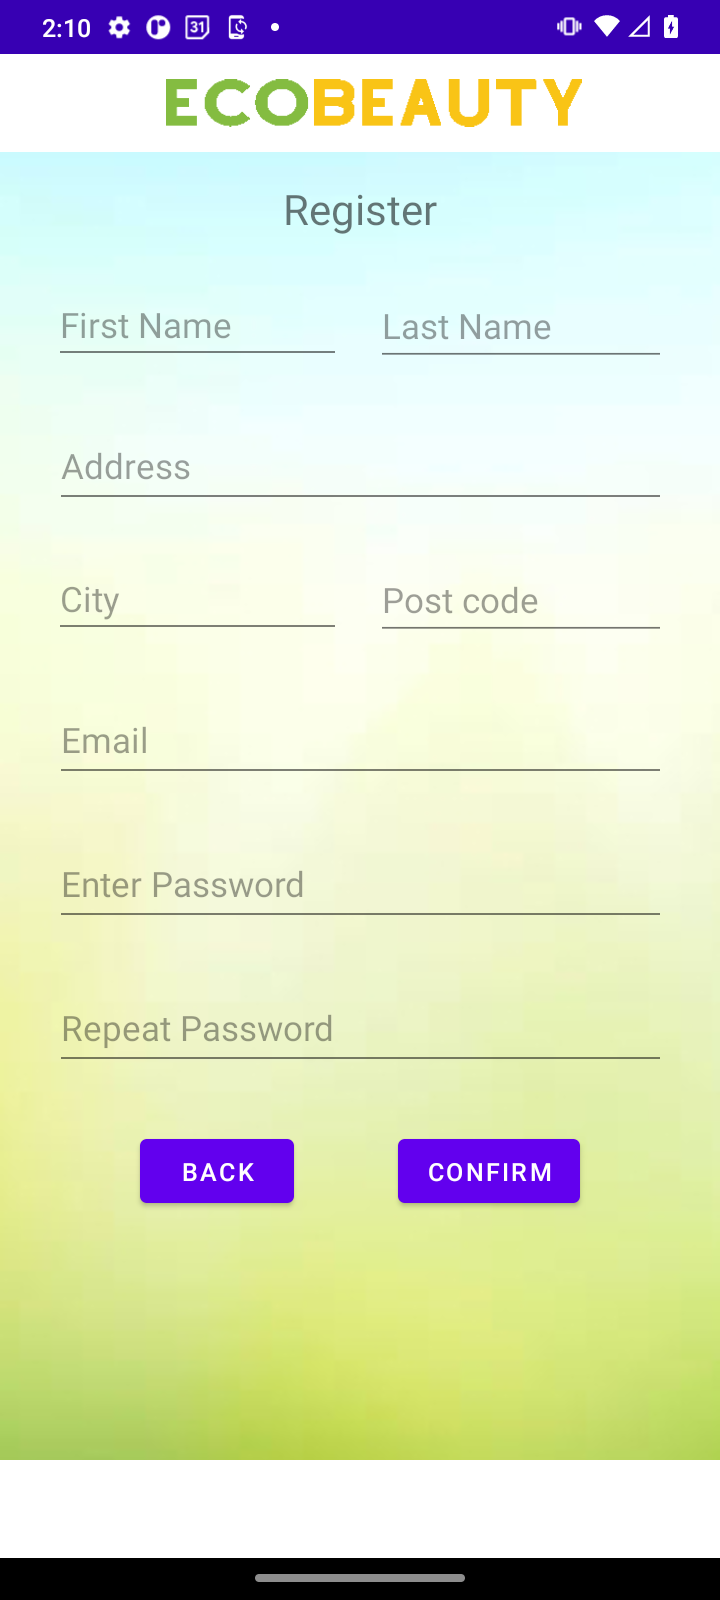 2:10 31
ECOBEAUTY
Register
First Name Last Name
Address
City Post code
Email
Enter Password
Repeat Password
BACK CONFIRM